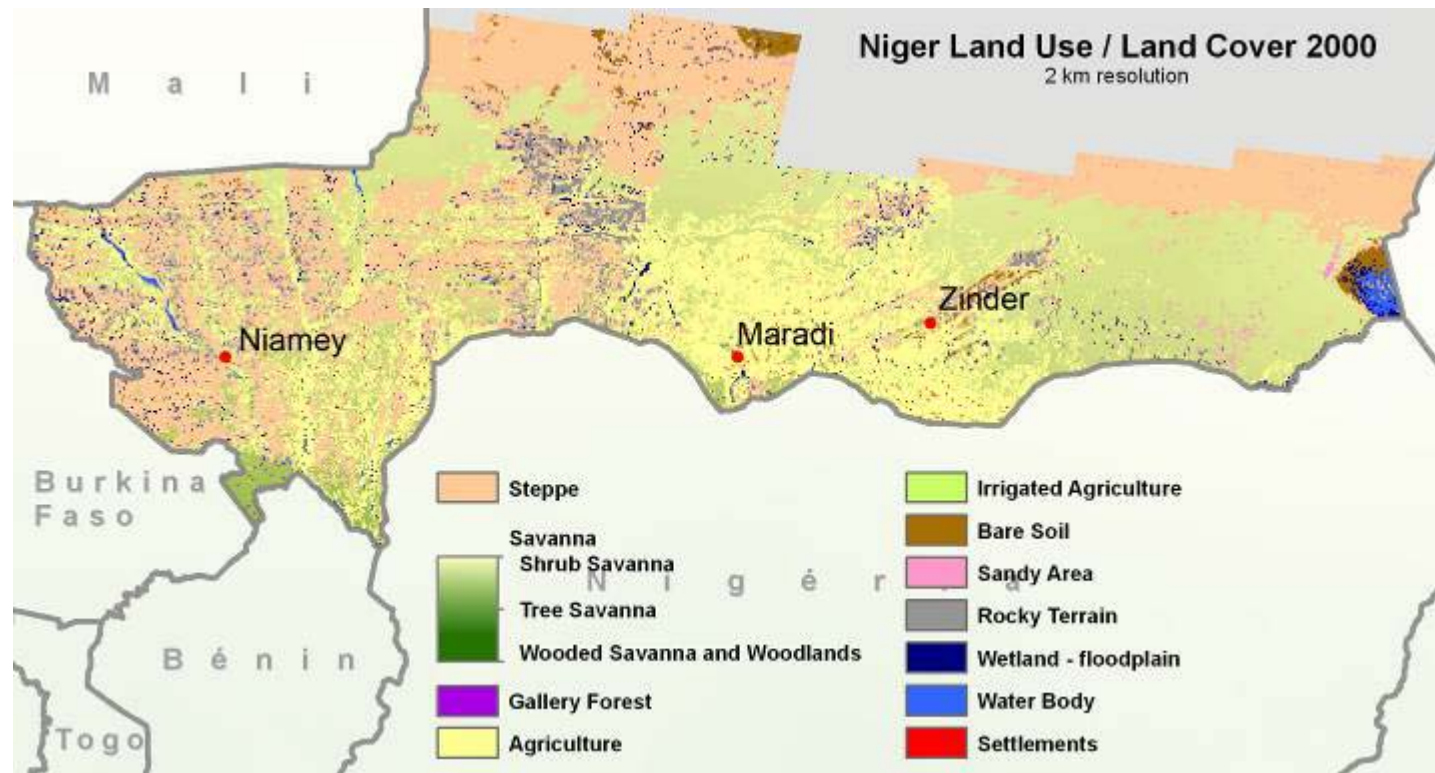 Niger Land Use / Land Cover 2000
2 km resolution
Mali
Niamey
Maradi
Zinder
Burkina
Faso
Bénin
Togo
Nigéria
Steppe
Savanna
Shrub Savanna
Tree Savanna
Wooded Savanna and Woodlands
Gallery Forest
Agriculture
Irrigated Agriculture
Bare Soil
Sandy Area
Rocky Terrain
Wetland - floodplain
Water Body
Settlements